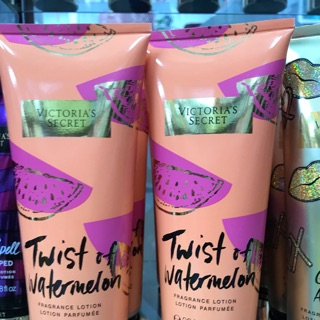 VICTORIA'S
SECRET
Twist of
watermelon
FRAGRANCE LOTION
LOTION PARFUMÉE
VICTORIA'S
SECRET
Twist of
watermelon
FRAGRANCE LOTION
LOTION PARFUMÉE